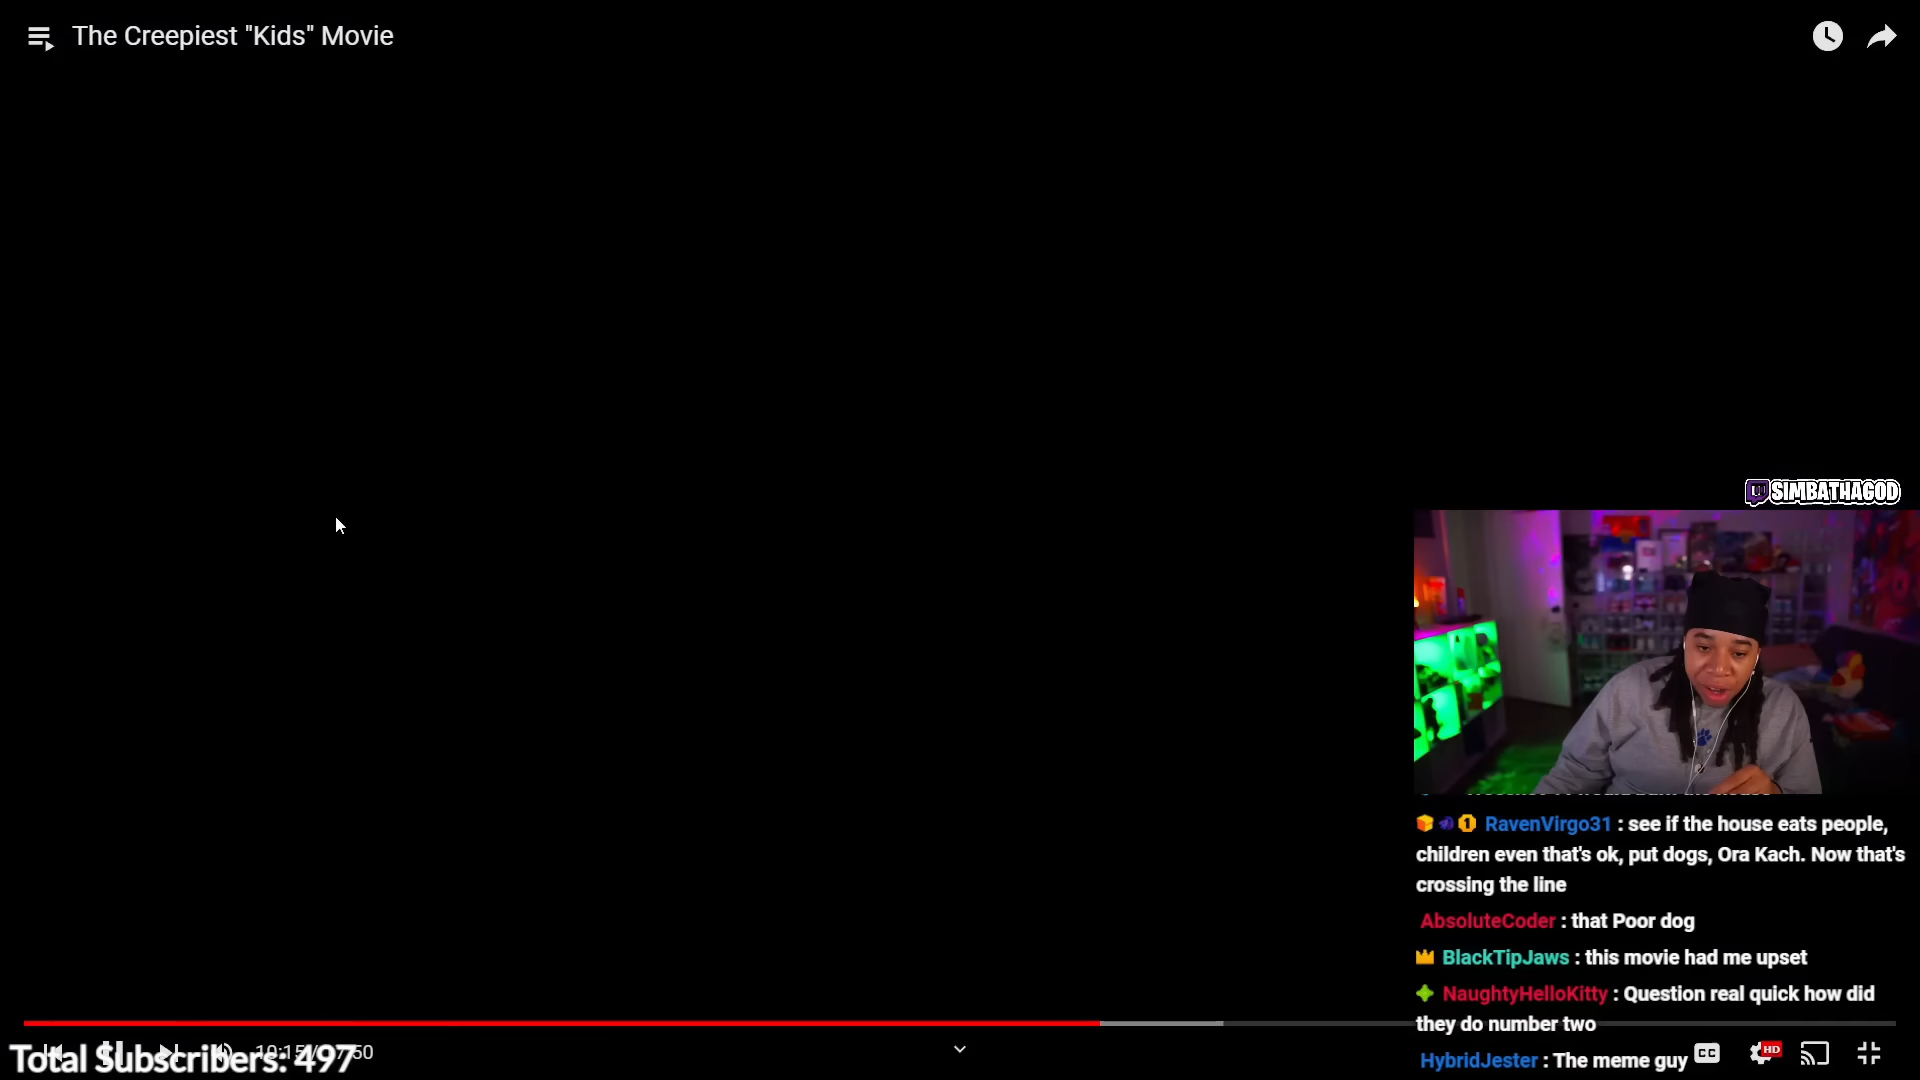 The Creepiest "Kids" Movie
SIMBATHAGOD
RavenVirgo31 : see if the house eats people,
children even that's ok, put dogs, Ora Kach. Now that's
crossing the line
AbsoluteCoder : that Poor dog
BlackTipJaws : this movie had me upset
NaughtyHelloKitty : Question real quick how did
they do number two
HybridJester : The meme guy
CC
HD
Total Subscribers: 497